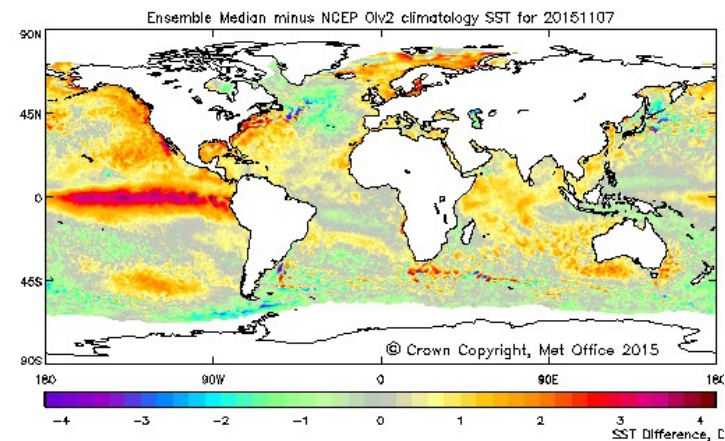 Ensemble Median minus NCEP OIv2 climatology SST for 20151107
90N
45N
0
45S
90S
© Crown Copyright, Met Office 2015
180 90W 0 90E 180
-4 -3 -2 -1 0 1 2 3 4
SST Difference, D